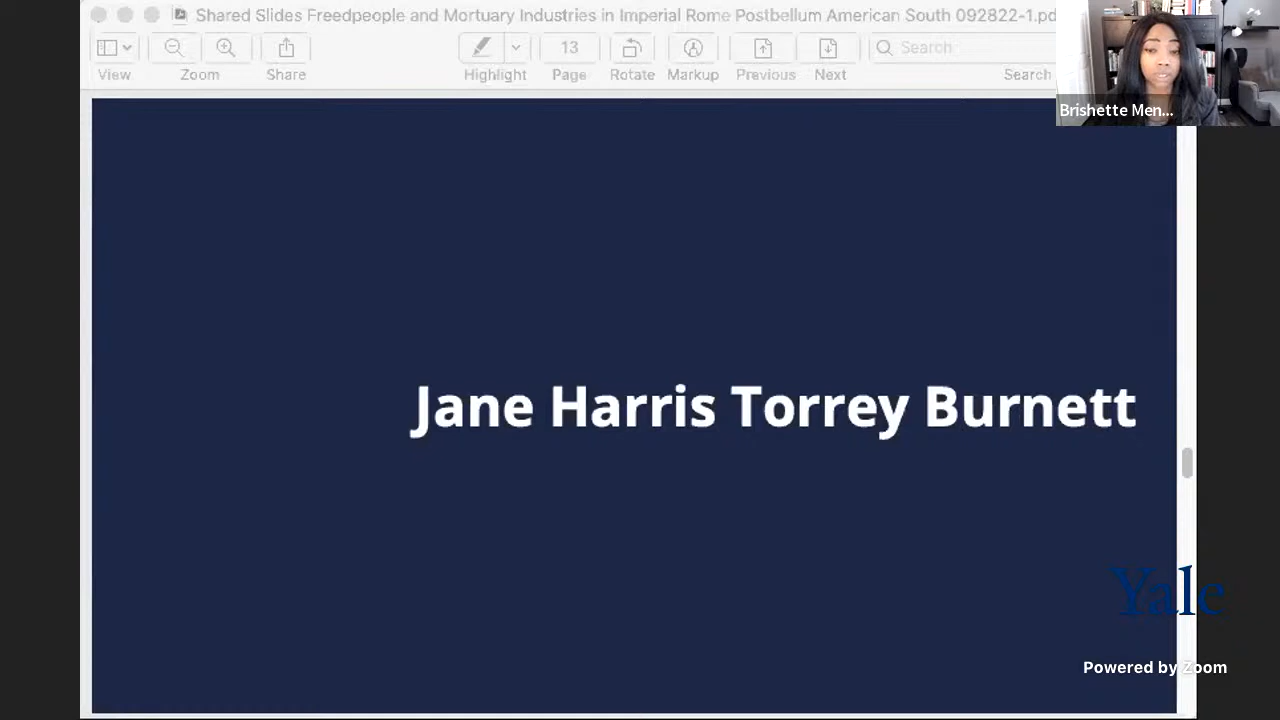 Shared Slides Freedpeople and Mortuary Industries in Imperial Rome Postbellum American South 092822-1.pd
13
Search
View
Zoom
Share
Highlight
Page
Rotate
Markup
Previous
Next
Search
Brishette Men...
Jane Harris Torrey Burnett
Yale
Powered by Zoom